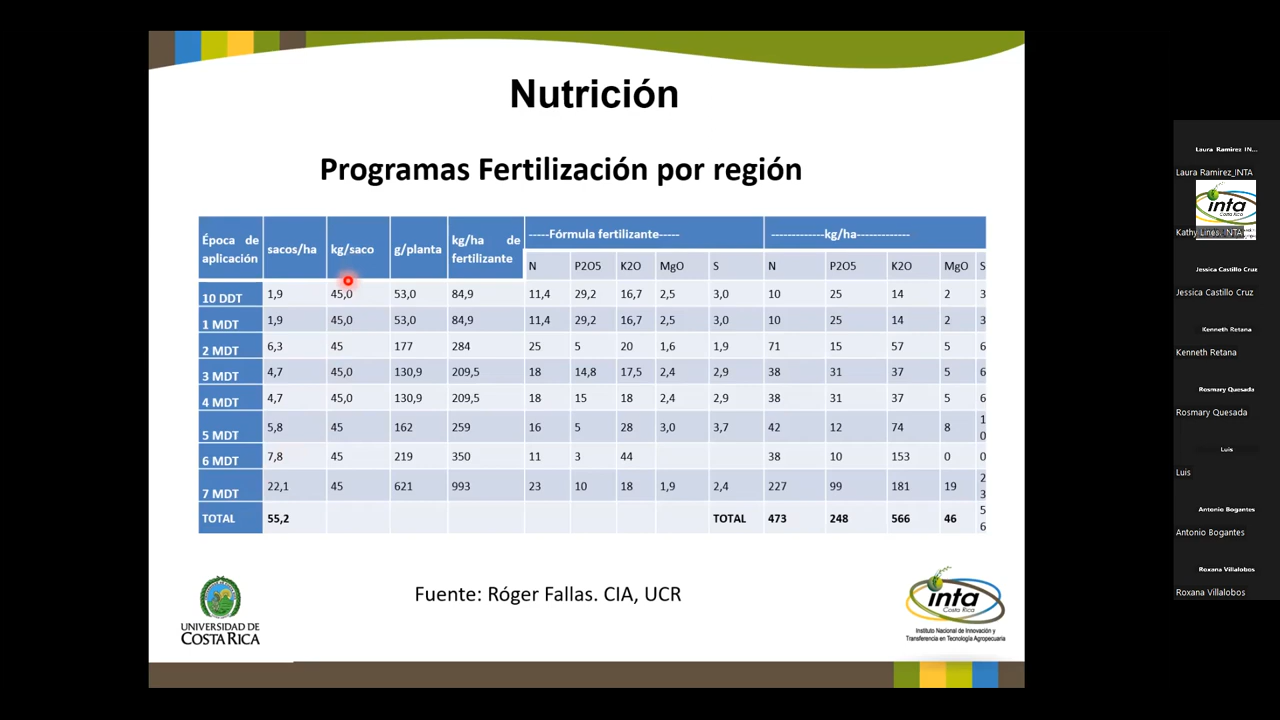 Nutrición
Programas Fertilización por región
Época de aplicación sacos/ha kg/saco g/planta kg/ha de fertilizante -----Fórmula fertilizante----- -------------kg/ha------------
N P2O5 K2O MgO S N P2O5 K2O MgO S
10 DDT 1,9 45,0 53,0 84,9 11,4 29,2 16,7 2,5 3,0 10 25 14 2 3
1 MDT 1,9 45,0 53,0 84,9 11,4 29,2 16,7 2,5 3,0 10 25 14 2 3
2 MDT 6,3 45 177 284 25 5 20 1,6 1,9 71 15 57 5 6
3 MDT 4,7 45,0 130,9 209,5 18 14,8 17,5 2,4 2,9 38 31 37 5 6
4 MDT 4,7 45,0 130,9 209,5 18 15 18 2,4 2,9 38 31 37 5 6
5 MDT 5,8 45 162 259 16 5 28 3,0 3,7 42 12 74 8 10
6 MDT 7,8 45 219 350 11 3 44 38 10 153 0 0
7 MDT 22,1 45 621 993 23 10 18 1,9 2,4 227 99 181 19 23
TOTAL 55,2 TOTAL 473 248 566 46 56
Fuente: Róger Fallas. CIA, UCR
UNIVERSIDAD DE
COSTA RICA
inta
Costa Rica
Instituto Nacional de Innovación y
Transferencia en Tecnología Agropecuaria
Laura Ramirez IN...
Laura Ramirez_INTA
inta
Costa Rica
Kathy Lines, INTA
Jessica Castillo Cruz
Jessica Castillo Cruz
Kenneth Retana
Kenneth Retana
Rosmary Quesada
Rosmary Quesada
Luis
Luis
Antonio Bogantes
Antonio Bogantes
Roxana Villalobos
Roxana Villalobos